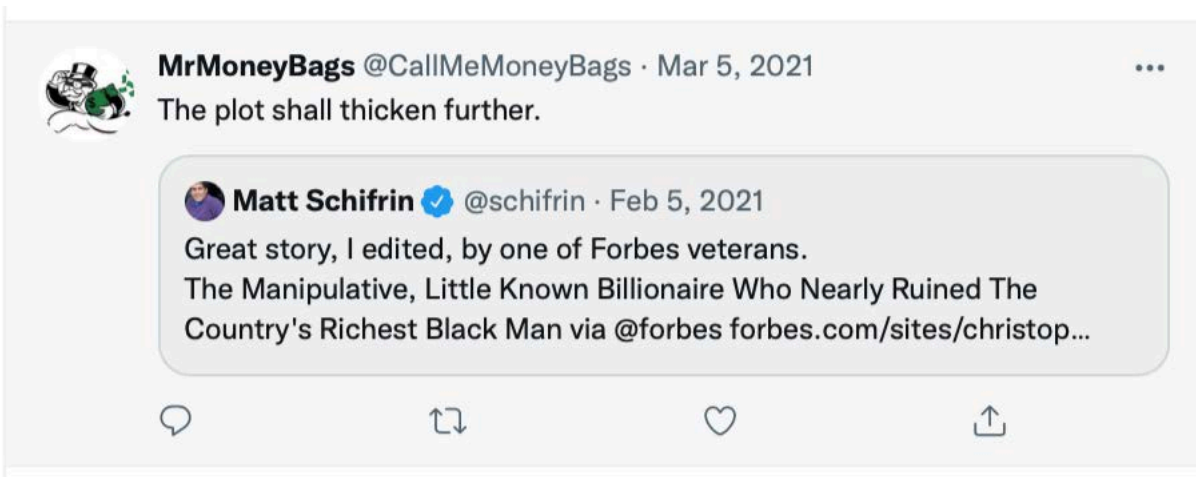 MrMoneyBags @CallMeMoneyBags · Mar 5, 2021
The plot shall thicken further.
Matt Schifrin @schifrin · Feb 5, 2021
Great story, I edited, by one of Forbes veterans.
The Manipulative, Little Known Billionaire Who Nearly Ruined The
Country's Richest Black Man via @forbes forbes.com/sites/christop...